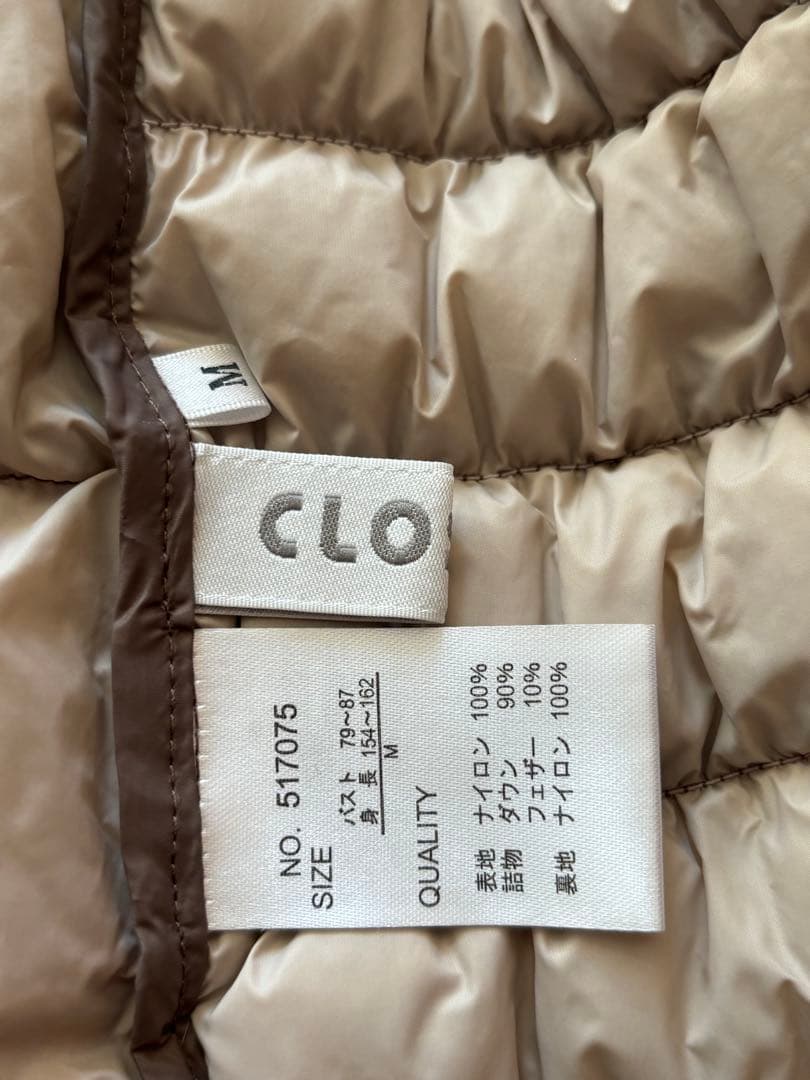 M
CLO
NO. 517075
SIZE
バスト 79～87
身 長 154～162
M
QUALITY
表地 ナイロン 100%
詰物 ダウン 90%
フェザー 10%
裏地 ナイロン 100%